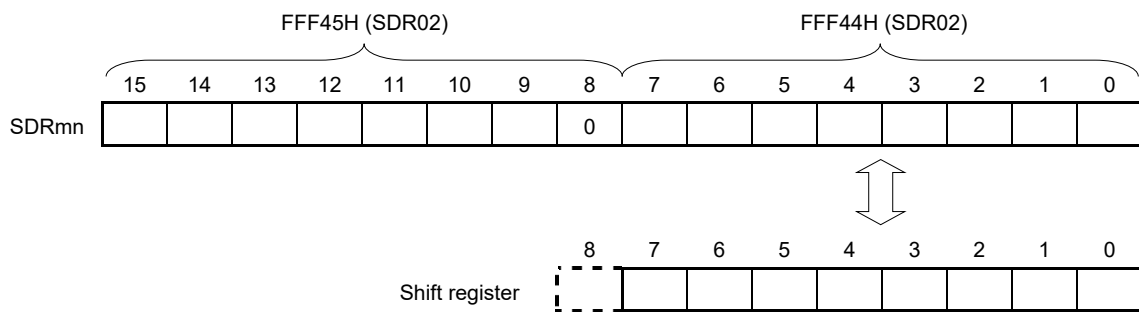 FFF45H (SDR02) FFF44H (SDR02)
15 14 13 12 11 10 9 8 7 6 5 4 3 2 1 0
SDRmn 0
8 7 6 5 4 3 2 1 0
Shift register